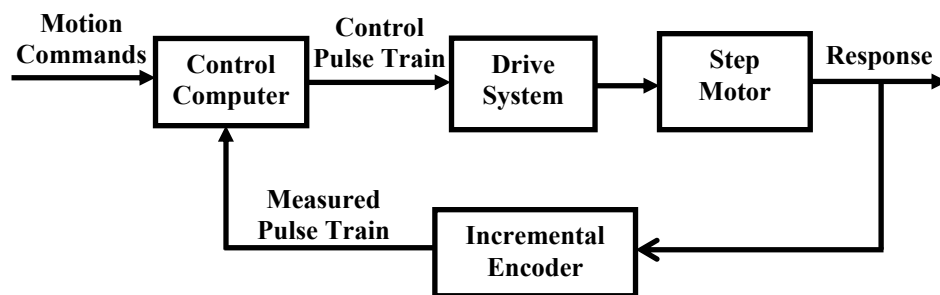 Motion
Commands
Control
Computer
Control
Pulse Train
Drive
System
Step
Motor
Response
Measured
Pulse Train
Incremental
Encoder